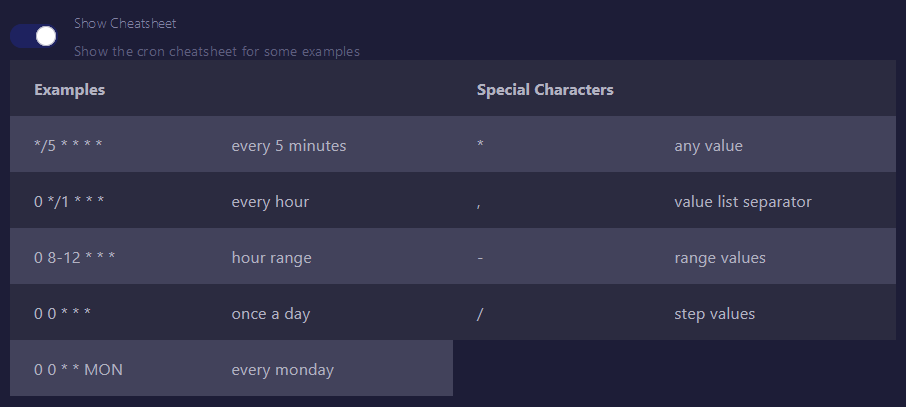 Show Cheatsheet
Show the cron cheatsheet for some examples
Examples Special Characters
*/5 * * * * every 5 minutes * any value
0 */1 * * * every hour , value list separator
0 8-12 * * * hour range - range values
0 0 * * * once a day / step values
0 0 * * MON every monday